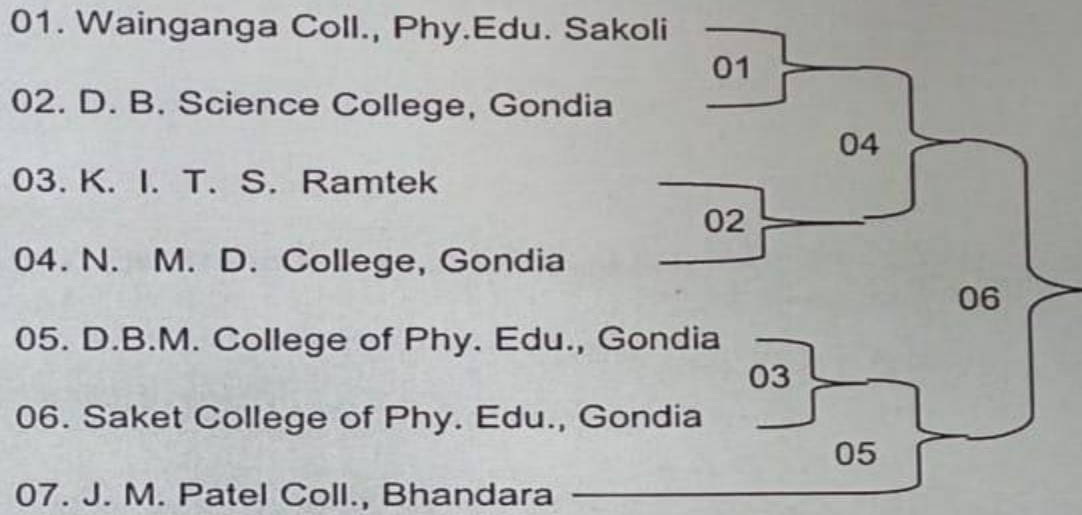 01. Wainganga Coll., Phy.Edu. Sakoli
01
02. D. B. Science College, Gondia
04
03. K. I. T. S. Ramtek
02
04. N. M. D. College, Gondia
06
05. D.B.M. College of Phy. Edu., Gondia
03
06. Saket College of Phy. Edu., Gondia
05
07. J. M. Patel Coll., Bhandara